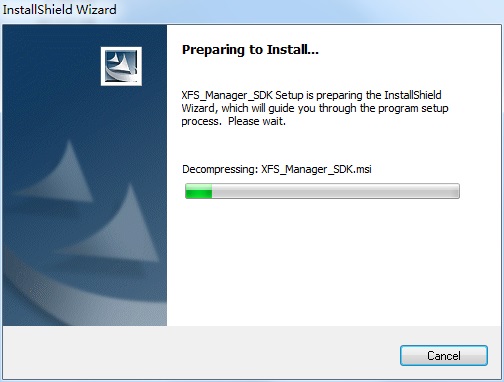 InstallShield Wizard
Preparing to Install...
XFS_Manager_SDK Setup is preparing the InstallShield
Wizard, which will guide you through the program setup
process.  Please wait.
Decompressing: XFS_Manager_SDK.msi
Cancel